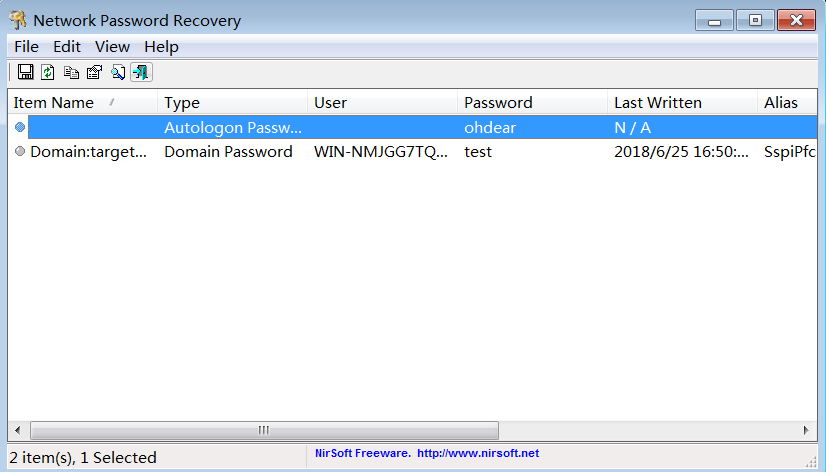 Network Password Recovery
File Edit View Help
Item Name / Type User Password Last Written Alias
Autologon Passw... ohdear N / A
Domain:target... Domain Password WIN-NMJGG7TQ... test 2018/6/25 16:50:... SspiPfc
2 item(s), 1 Selected NirSoft Freeware. http://www.nirsoft.net